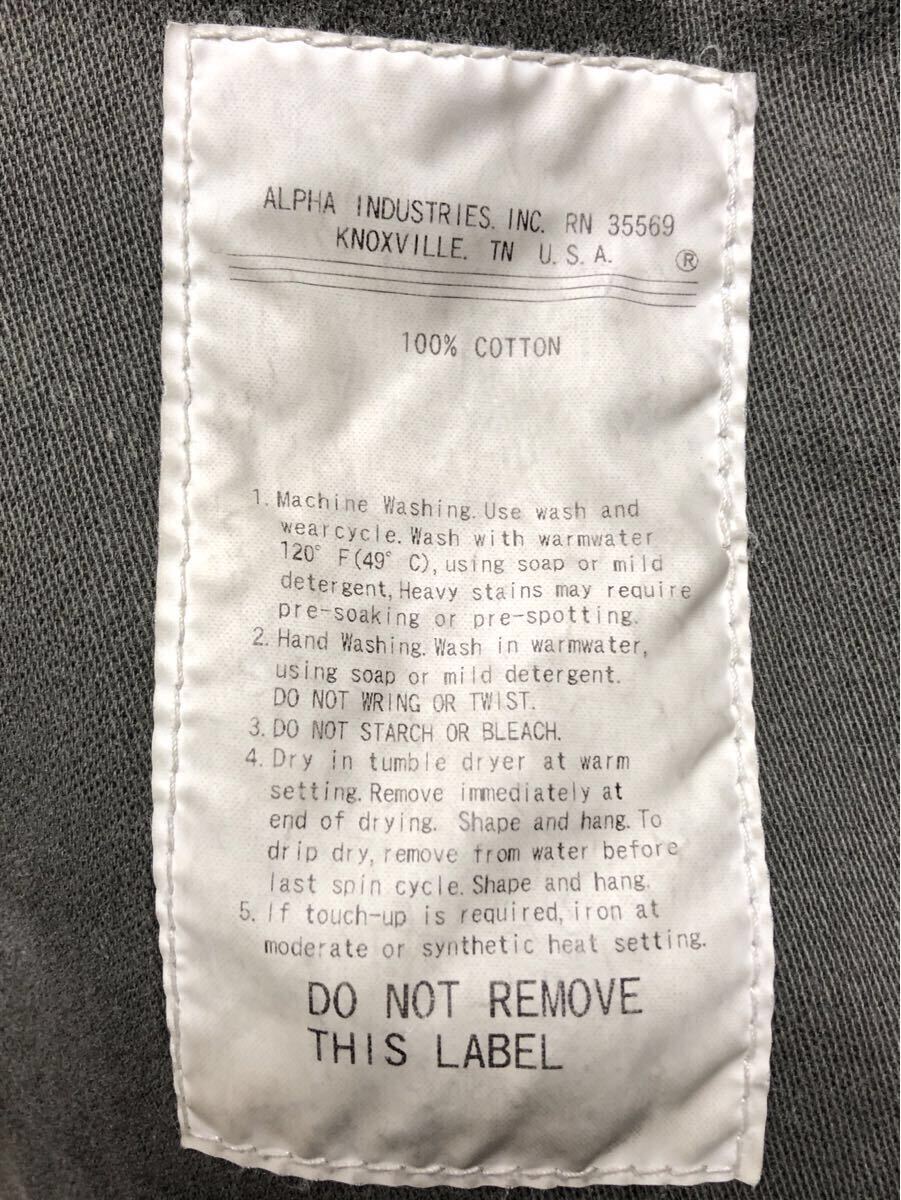 ALPHA INDUSTRIES. INC. RN 35569
KNOXVILLE. TN U.S.A. ®
100% COTTON
1. Machine Washing. Use wash and
wearcycle. Wash with warmwater
120° F(49° C), using soap or mild
detergent, Heavy stains may require
pre-soaking or pre-spotting.
2. Hand Washing. Wash in warmwater,
using soap or mild detergent.
DO NOT WRING OR TWIST.
3. DO NOT STARCH OR BLEACH.
4. Dry in tumble dryer at warm
setting. Remove immediately at
end of drying. Shape and hang. To
drip dry, remove from water before
last spin cycle. Shape and hang.
5. If touch-up is required, iron at
moderate or synthetic heat setting.
DO NOT REMOVE
THIS LABEL